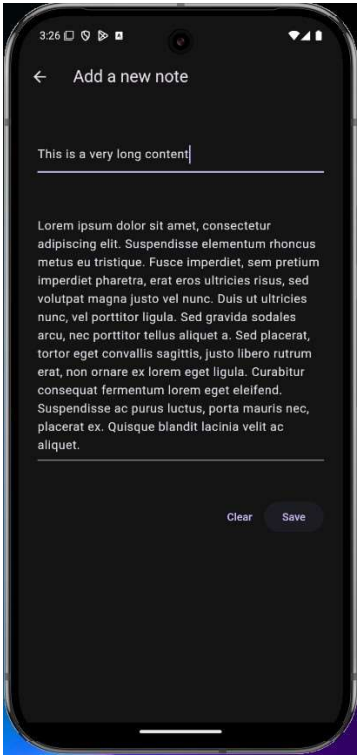 3:26
Add a new note
This is a very long content
Lorem ipsum dolor sit amet, consectetur
adipiscing elit. Suspendisse elementum rhoncus
metus eu tristique. Fusce imperdiet, sem pretium
imperdiet pharetra, erat eros ultricies risus, sed
volutpat magna justo vel nunc. Duis ut ultricies
nunc, vel porttitor ligula. Sed gravida sodales
arcu, nec porttitor tellus aliquet a. Sed placerat,
tortor eget convallis sagittis, justo libero rutrum
erat, non ornare ex lorem eget ligula. Curabitur
consequat fermentum lorem eget eleifend.
Suspendisse ac purus luctus, porta mauris nec,
placerat ex. Quisque blandit lacinia velit ac
aliquet.
Clear Save